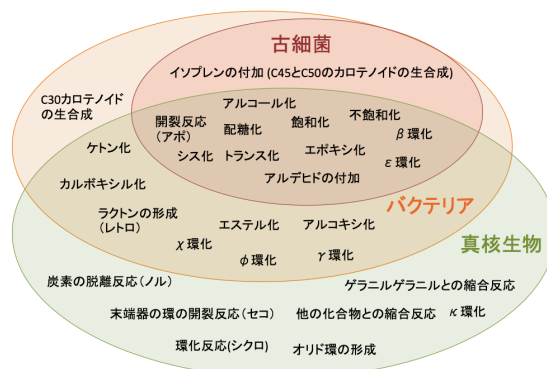 古細菌
イソプレンの付加 (C45とC50のカロテノイドの生合成)
C30カロテノイド
の生合成
アルコール化
開裂反応
（アポ）
配糖化
飽和化
不飽和化
β 環化
ケトン化
シス化
トランス化
エポキシ化
ε 環化
アルデヒドの付加
カルボキシル化
バクテリア
ラクトンの形成
（レトロ）
エステル化
アルコキシ化
真核生物
χ 環化
ϕ 環化
γ 環化
炭素の脱離反応（ノル）
ゲラニルゲラニルとの縮合反応
末端器の環の開裂反応（セコ）
他の化合物との縮合反応
κ 環化
環化反応(シクロ)
オリド環の形成